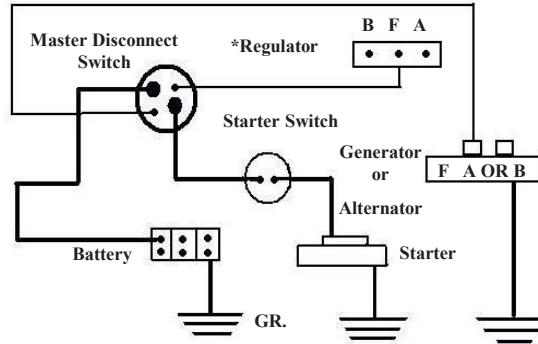 B F A
Master Disconnect
Switch
*Regulator
Starter Switch
Generator
or
Alternator
F A OR B
Battery
Starter
GR.